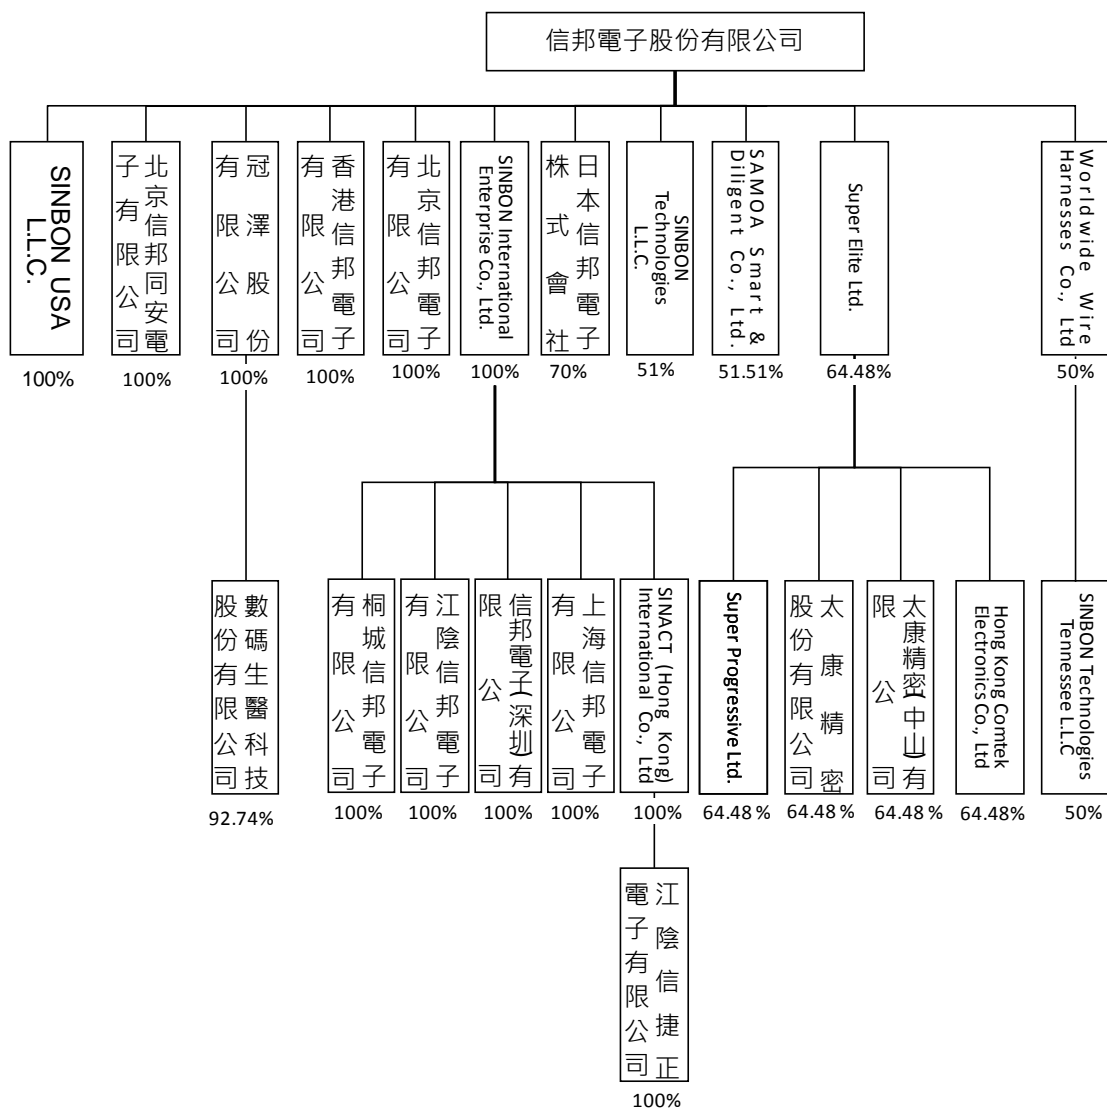 信邦電子股份有限公司
SINBON USA
L.L.C.
100%
北京信邦同安電
子有限公司
100%
冠澤股份
有限公司
100%
香港信邦電子
有限公司
100%
北京信邦電子
有限公司
100%
SINBON International
Enterprise Co., Ltd.
100%
日本信邦電子
株式會社
70%
SINBON
Technologies
L.L.C.
51%
SAMOA Smart &
Diligent Co., Ltd.
51.51%
Super Elite Ltd.
64.48%
Worldwide Wire
Harnesses Co., Ltd
50%
數碼生醫科技
股份有限公司
92.74%
桐城信邦電子
有限公司
100%
江陰信邦電子
有限公司
100%
信邦電子(深圳)有
限公司
100%
上海信邦電子
有限公司
100%
SINACT (Hong Kong)
International Co., Ltd
100%
Super Progressive Ltd.
64.48%
太康精密
股份有限公司
64.48%
太康精密(中山)有
限公司
64.48%
Hong Kong Comtek
Electronics Co., Ltd
64.48%
SINBON Technologies
Tennessee L.L.C
50%
江陰信捷正
電子有限公司
100%